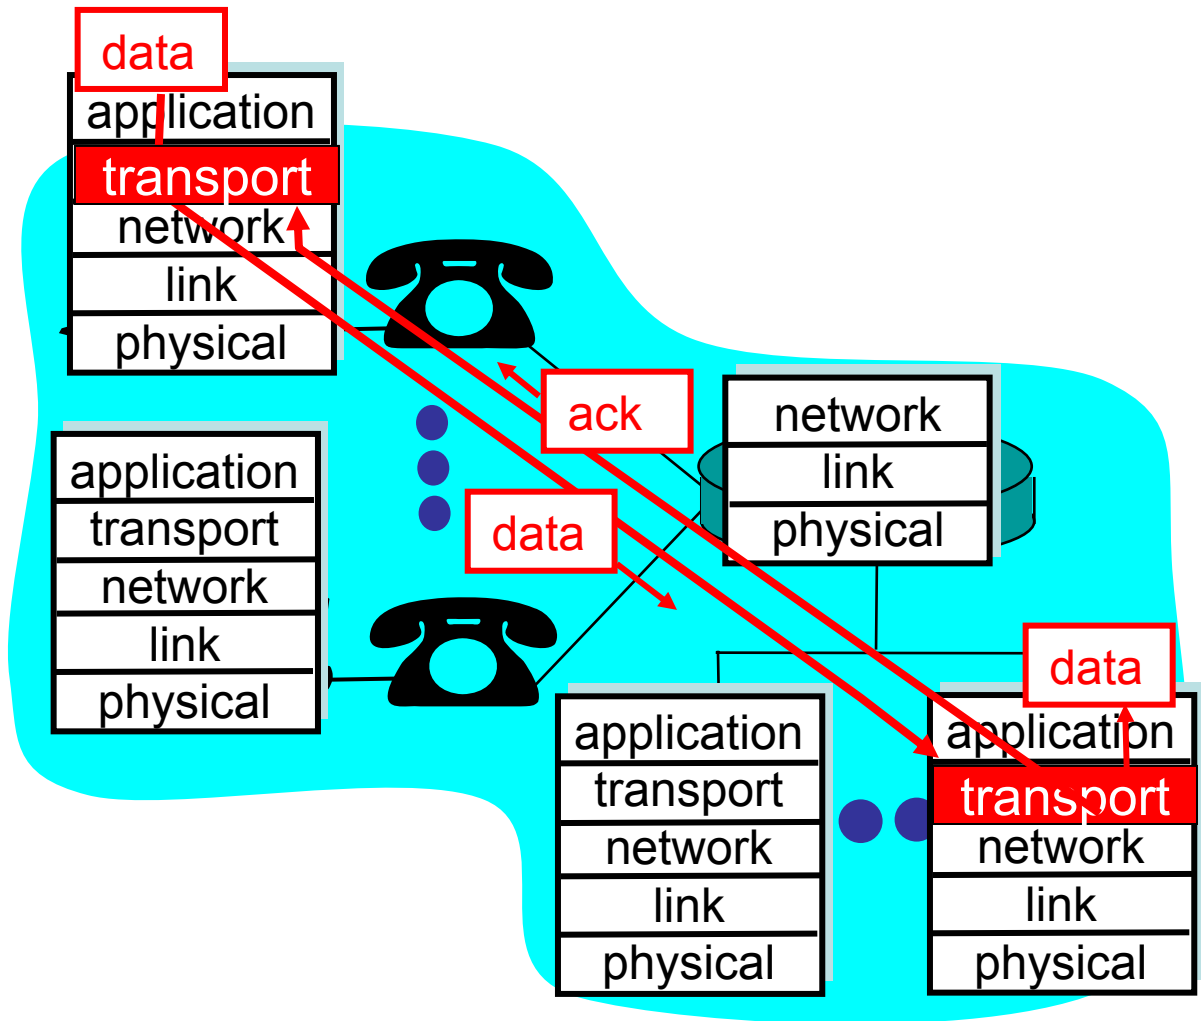 data
application
transport
network
link
physical
ack
network
link
physical
application
transport
network
link
physical
data
data
application
transport
network
link
physical
application
transport
network
link
physical